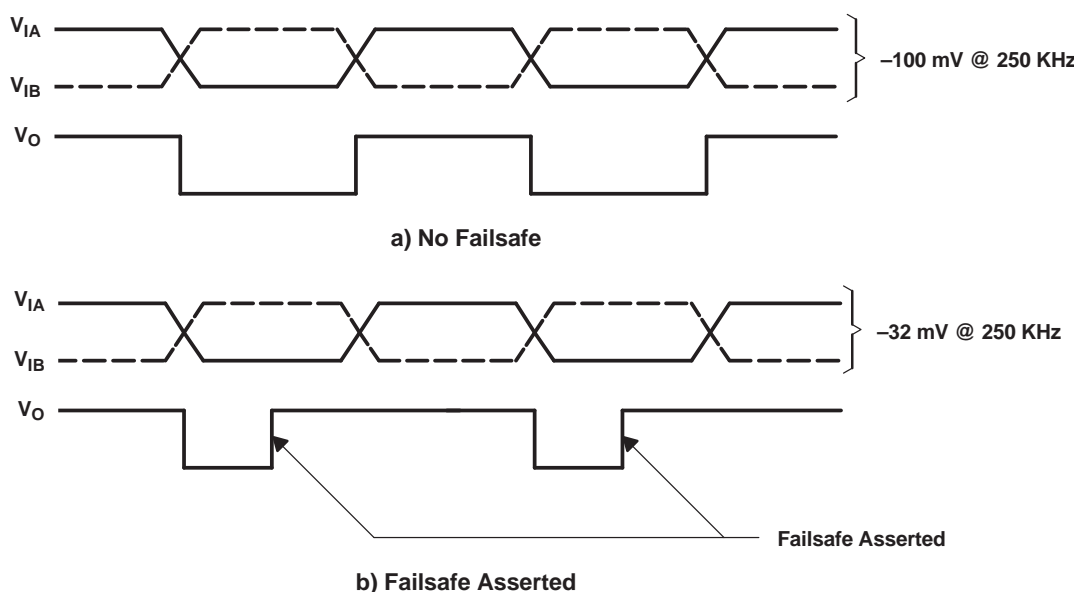 VIA
VIB
–100 mV @ 250 KHz
VO
a) No Failsafe
VIA
VIB
–32 mV @ 250 KHz
VO
Failsafe Asserted
b) Failsafe Asserted